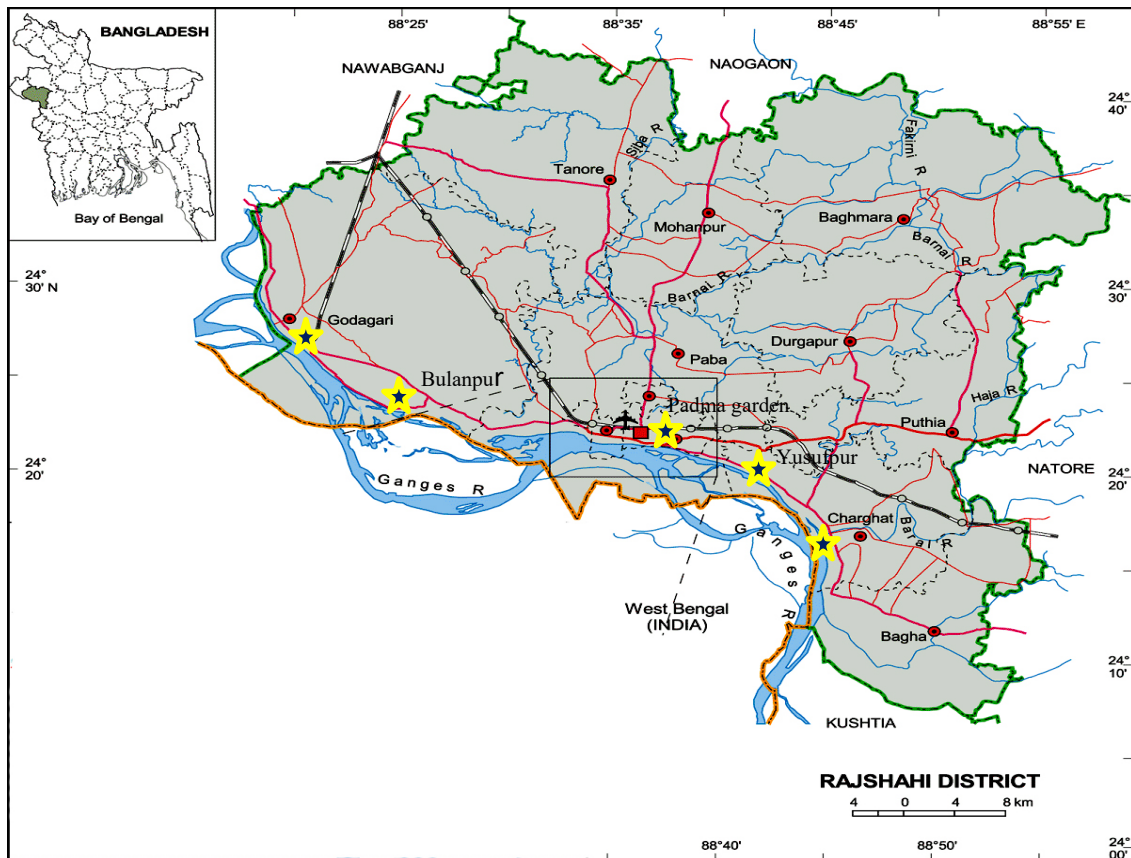 88°25'
88°35'
88°45'
88°55' E
BANGLADESH
Bay of Bengal
NAWABGANJ
NAOGAON
24°
40'
Siba R
Fakirni R
Tanore
Mohanpur
Baghmara
Barnai R
Barnai R
24°
30' N
24°
30'
Godagari
Paba
Durgapur
Bulanpur
Padma garden
Haja R
Puthia
24°
20'
Yusufpur
NATORE
24°
20'
Ganges R
Charghat
Baral R
Ganges R
West Bengal
(INDIA)
Bagha
24°
10'
KUSHTIA
RAJSHAHI DISTRICT
4 0 4 8 km
88°40'
88°50'
24°
00'